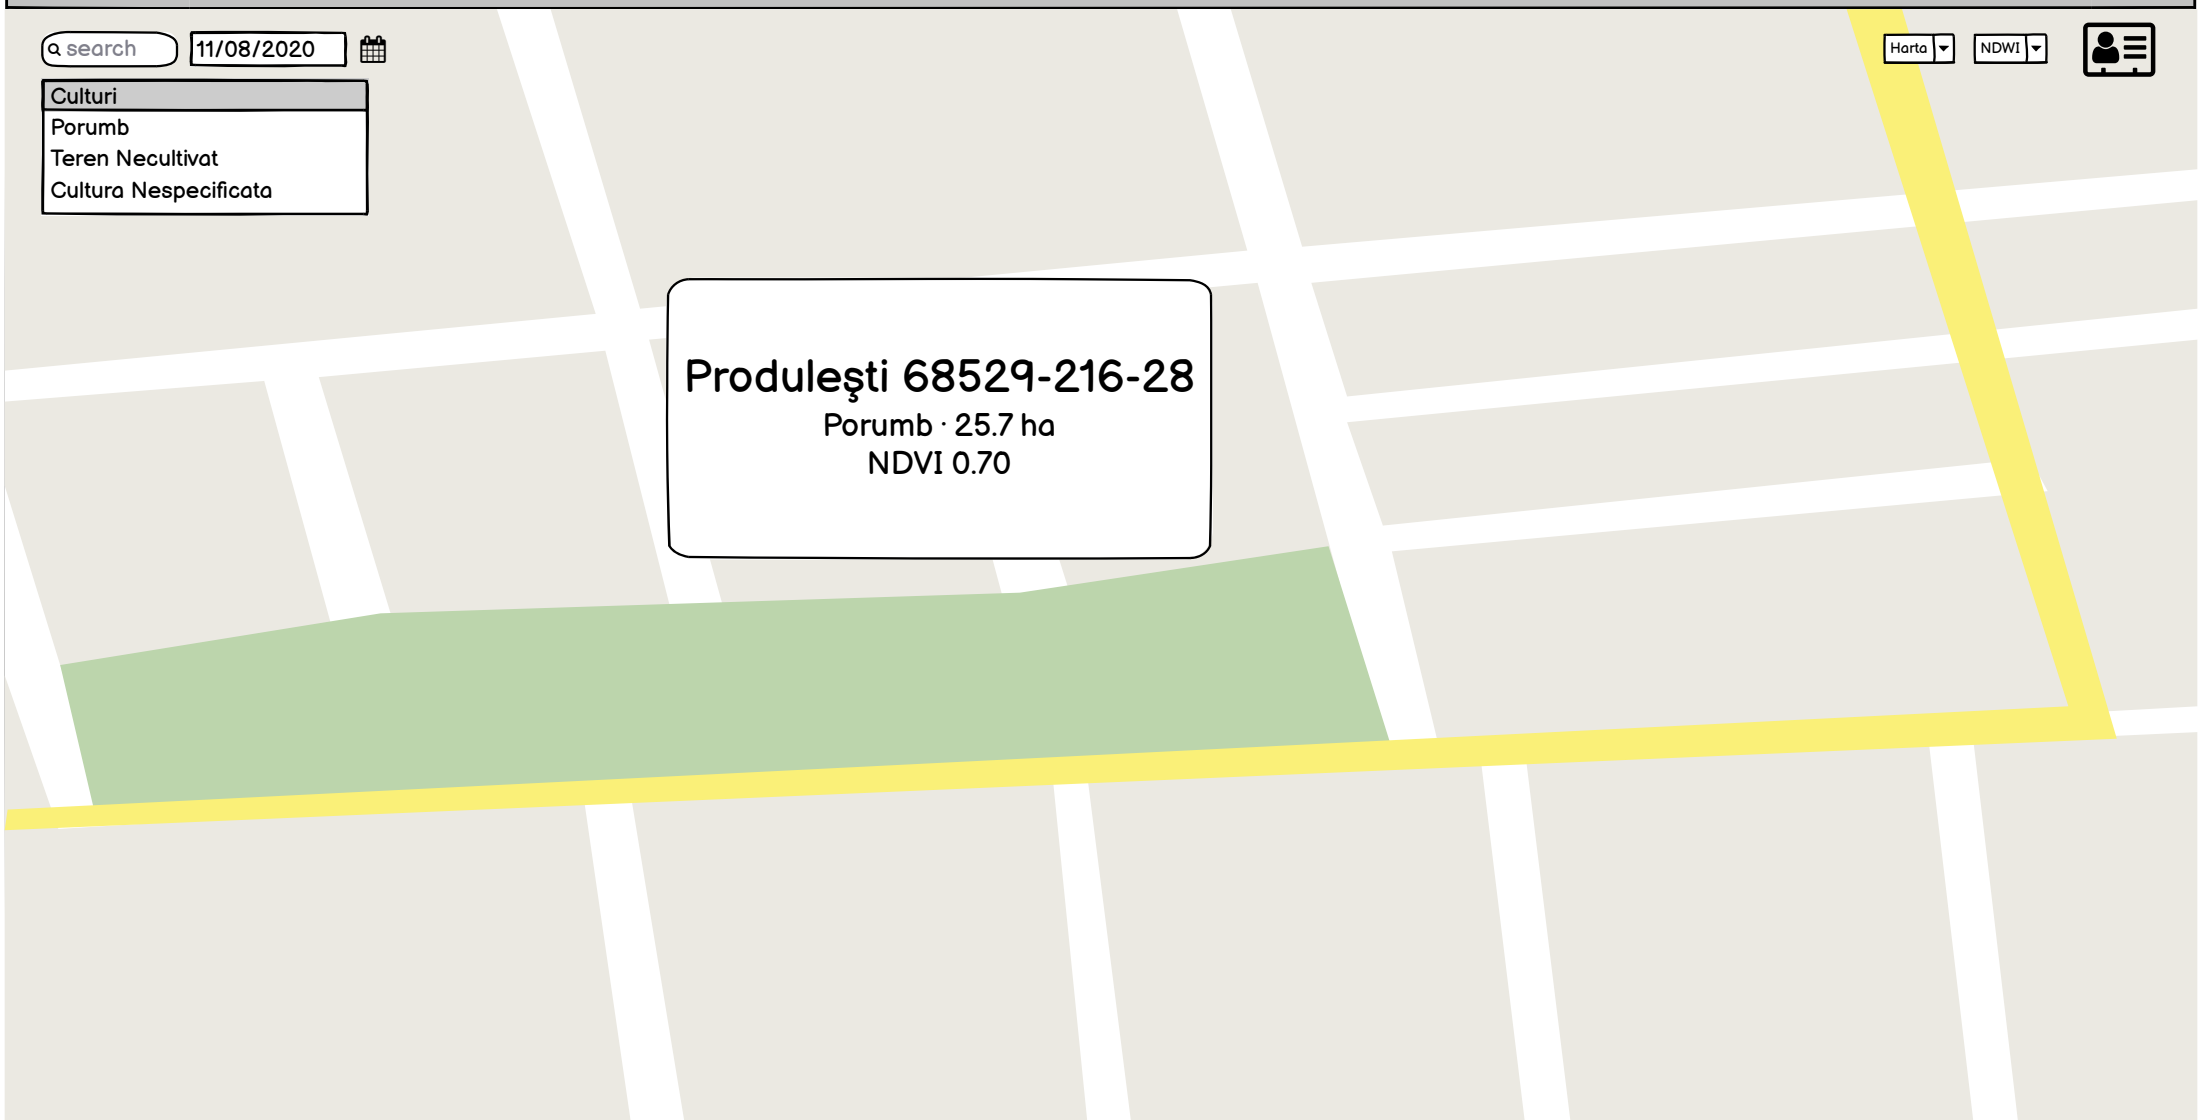 search
11/08/2020
Harta
NDWI
Culturi
Porumb
Teren Necultivat
Cultura Nespecificata
Produleşti 68529-216-28
Porumb · 25.7 ha
NDVI 0.70